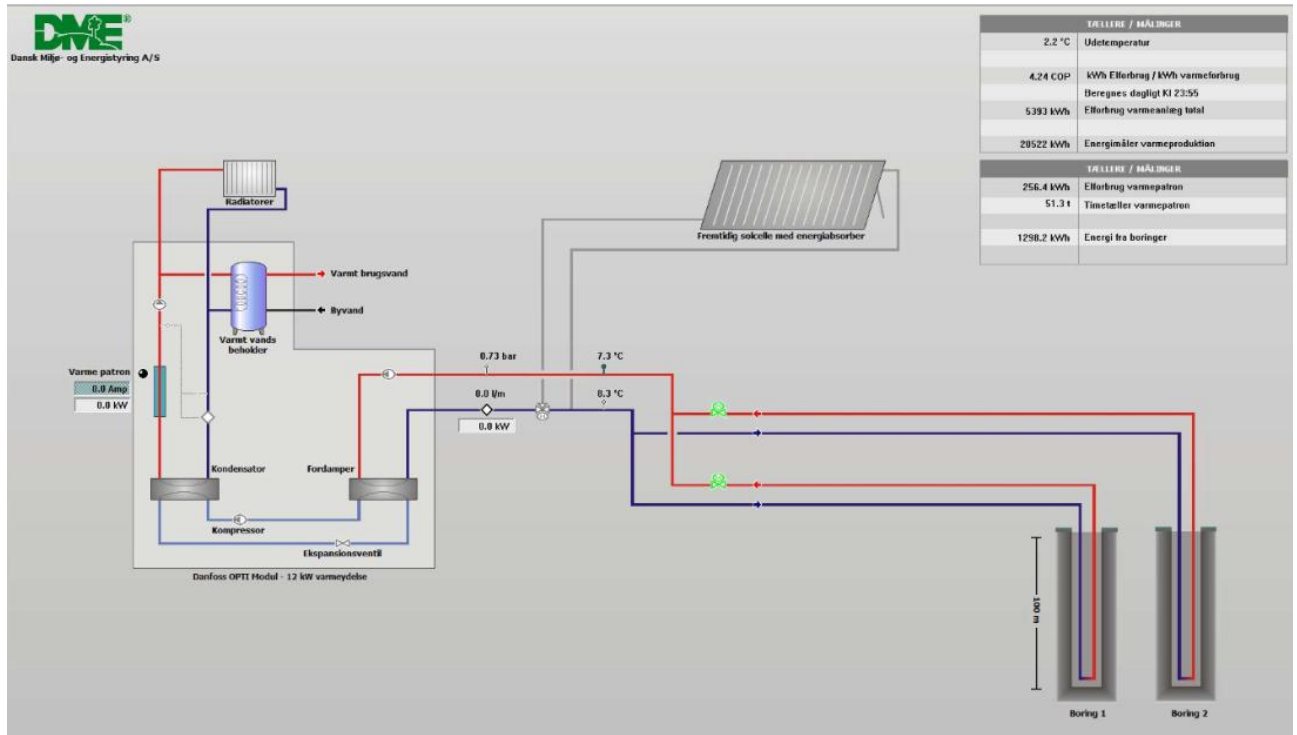 DME®
Dansk Miljø- og Energistyring A/S
TÆLLERE / MÅLINGER
2.2 °C Udetemperatur
4.24 COP kWh Elforbrug / kWh varmeforbrug
Beregnes dagligt Kl 23:55
5393 kWh Elforbrug varmeanlæg total
20522 kWh Energimåler varmeproduktion
TÆLLERE / MÅLINGER
256.4 kWh Elforbrug varmepatron
51.3 t Timetæller varmepatron
1298.2 kWh Energi fra boringer
Radiatorer
Fremtidig solcelle med energiabsorber
Varmt brugsvand
Byvand
Varmt vands
beholder
Varme patron
0.0 Amp
0.0 kW
0.73 bar
7.3 °C
0.0 l/m
8.3 °C
0.0 kW
Kondensator
Fordamper
Kompressor
Ekspansionsventil
Danfoss OPTI Modul - 12 kW varmeydelse
100 m
Boring 1
Boring 2